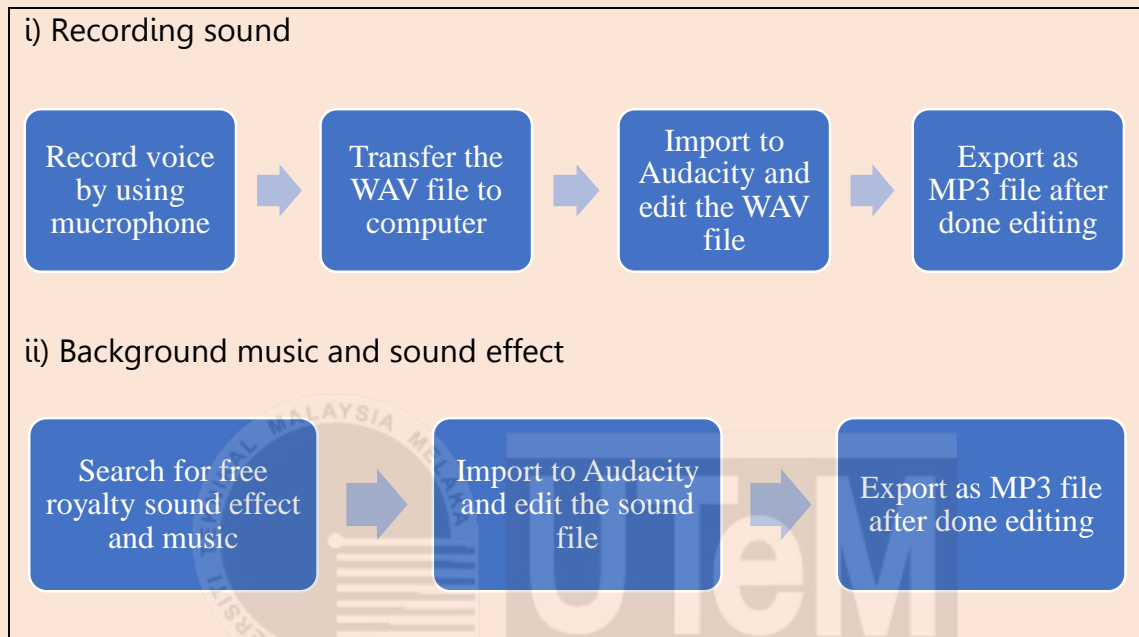 i) Recording sound
Record voice
by using
mucrophone
Transfer the
WAV file to
computer
Import to
Audacity and
edit the WAV
file
Export as
MP3 file after
done editing
ii) Background music and sound effect
Search for free
royalty sound effect
and music
Import to Audacity
and edit the sound
file
Export as MP3 file
after done editing
MALAYSIA MELAKA
UTeM